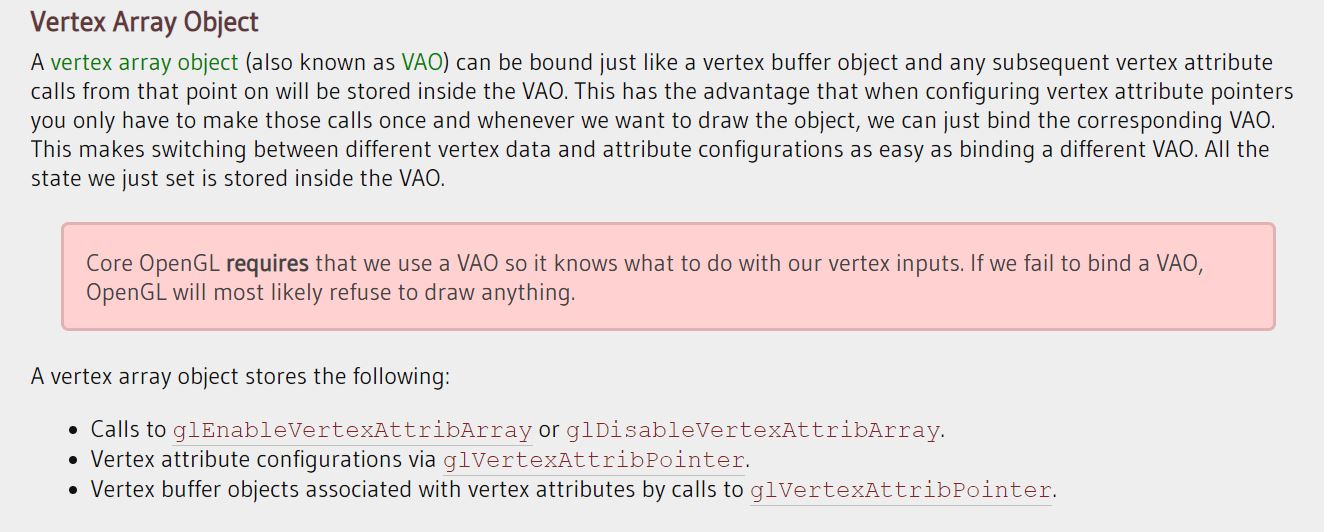 Vertex Array Object
A vertex array object (also known as VAO) can be bound just like a vertex buffer object and any subsequent vertex attribute
calls from that point on will be stored inside the VAO. This has the advantage that when configuring vertex attribute pointers
you only have to make those calls once and whenever we want to draw the object, we can just bind the corresponding VAO.
This makes switching between different vertex data and attribute configurations as easy as binding a different VAO. All the
state we just set is stored inside the VAO.
Core OpenGL requires that we use a VAO so it knows what to do with our vertex inputs. If we fail to bind a VAO,
OpenGL will most likely refuse to draw anything.
A vertex array object stores the following:
• Calls to glEnableVertexAttribArray or glDisableVertexAttribArray.
• Vertex attribute configurations via glVertexAttribPointer.
• Vertex buffer objects associated with vertex attributes by calls to glVertexAttribPointer.